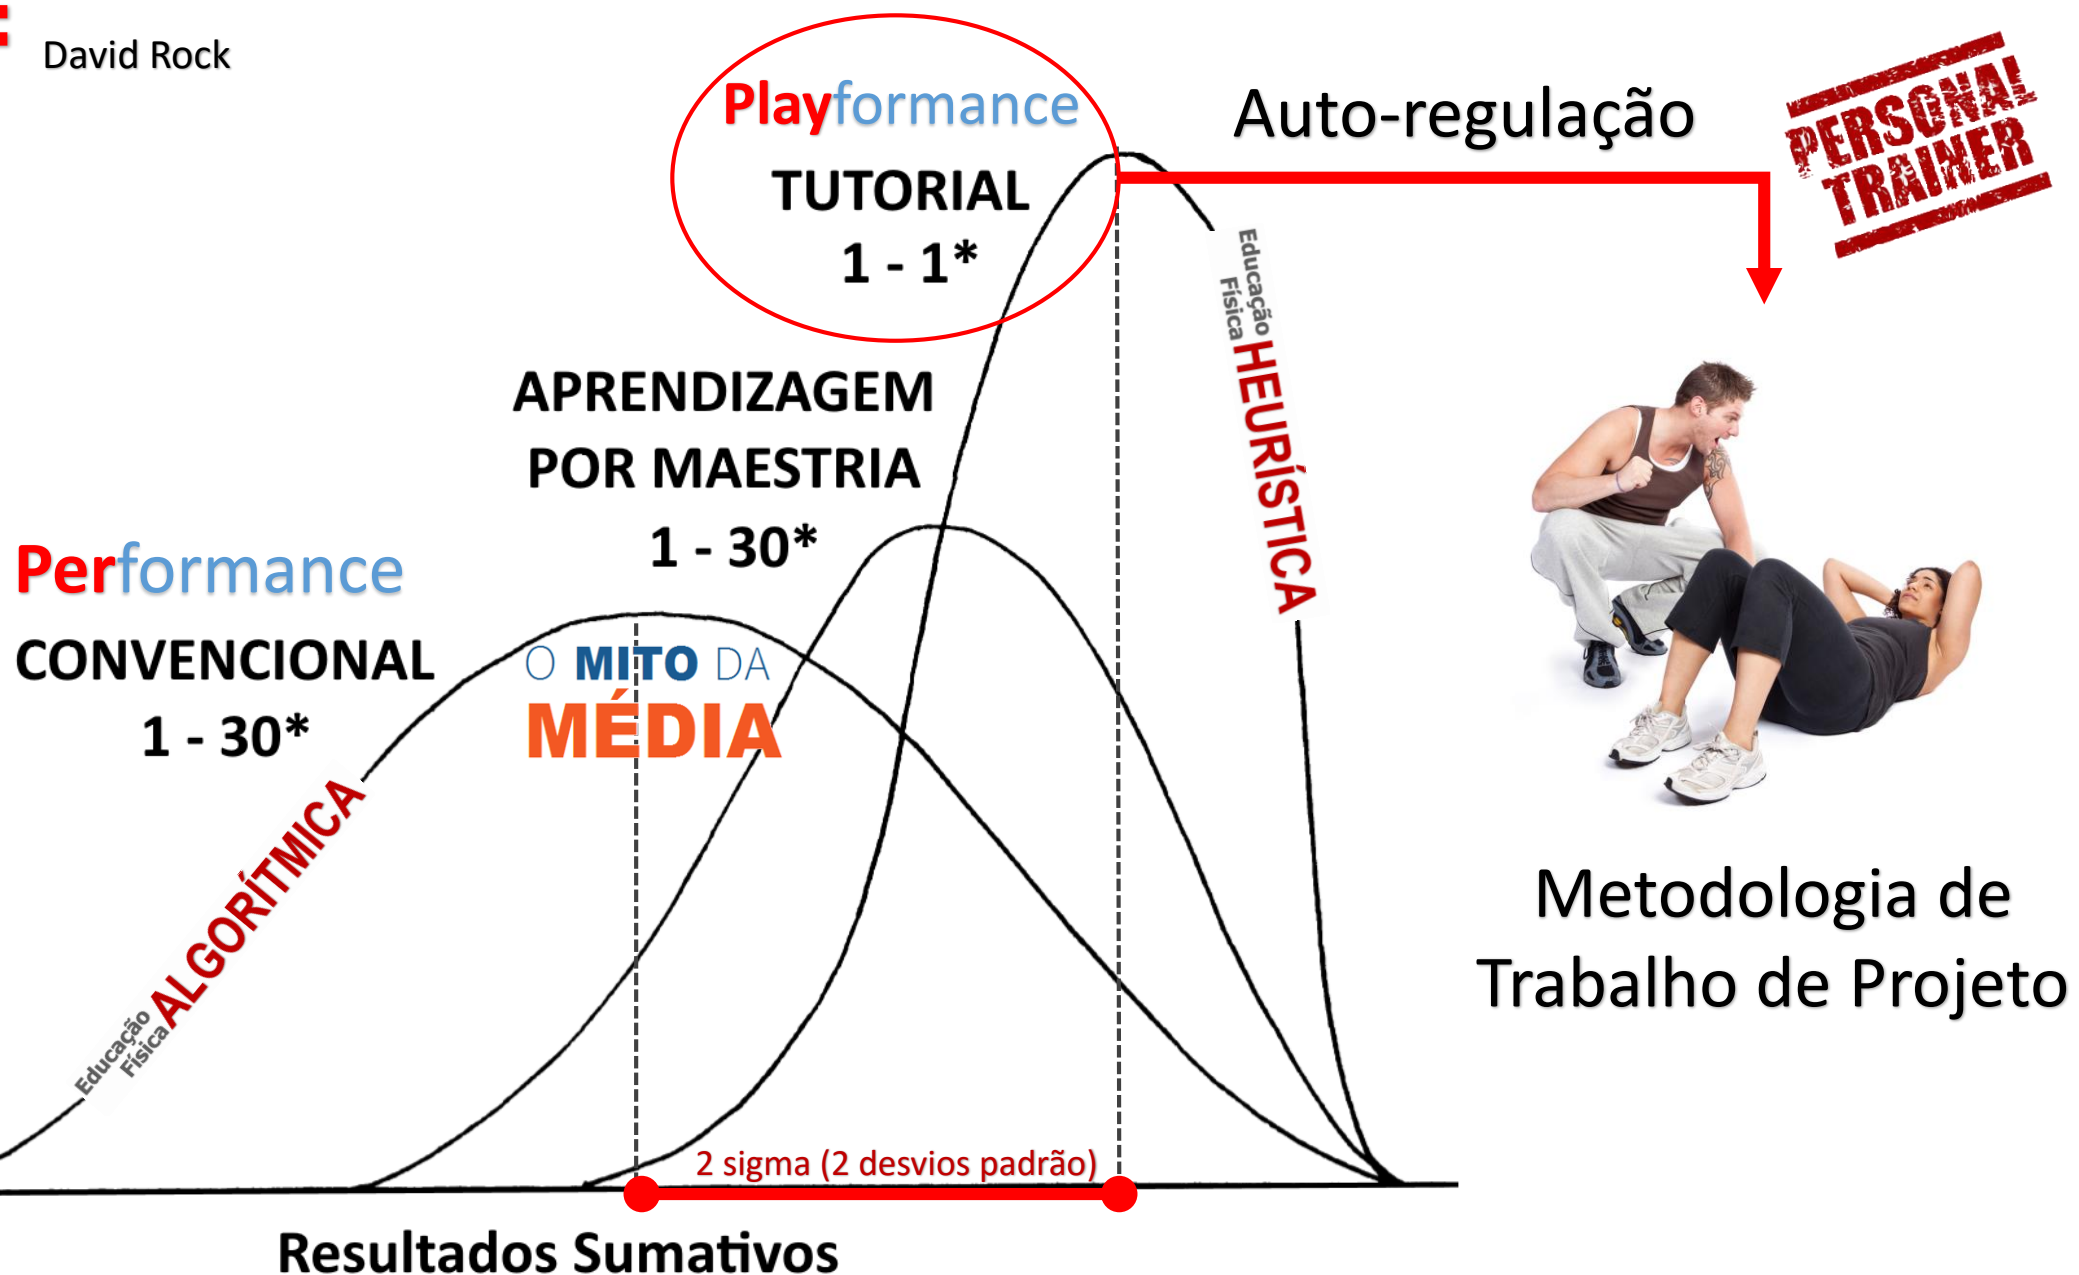 David Rock
Playformance
TUTORIAL
1 - 1*
Auto-regulação
PERSONAL
TRAINER
Educação
Física
HEURÍSTICA
APRENDIZAGEM
POR MAESTRIA
1 - 30*
Performance
CONVENCIONAL
1 - 30*
O MITO DA
MÉDIA
Educação
Física
ALGORÍTMICA
Metodologia de
Trabalho de Projeto
2 sigma (2 desvios padrão)
Resultados Sumativos